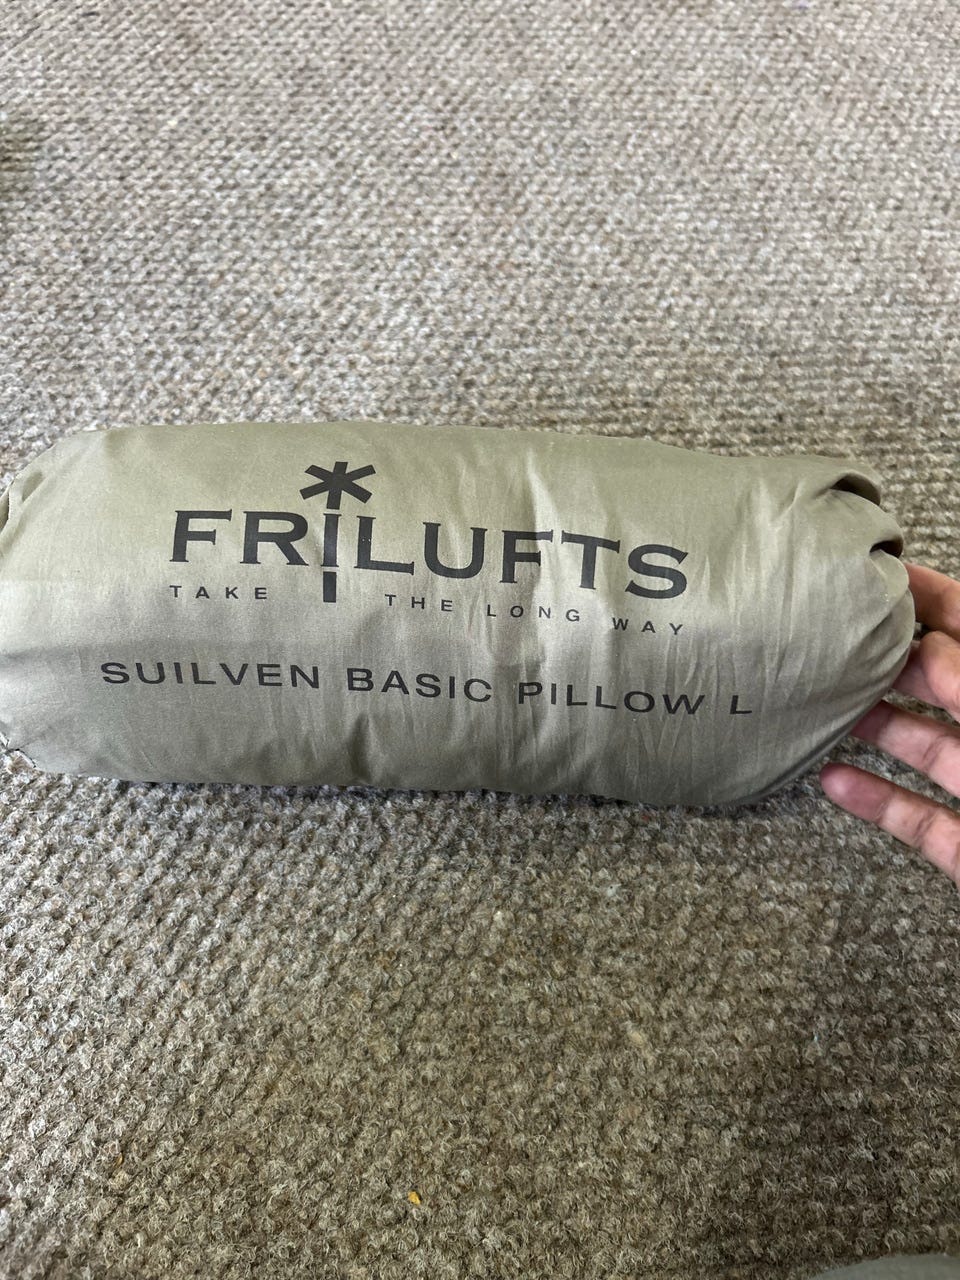 FRILUFTS
TAKE THE LONG WAY
SUILVEN BASIC PILLOW L